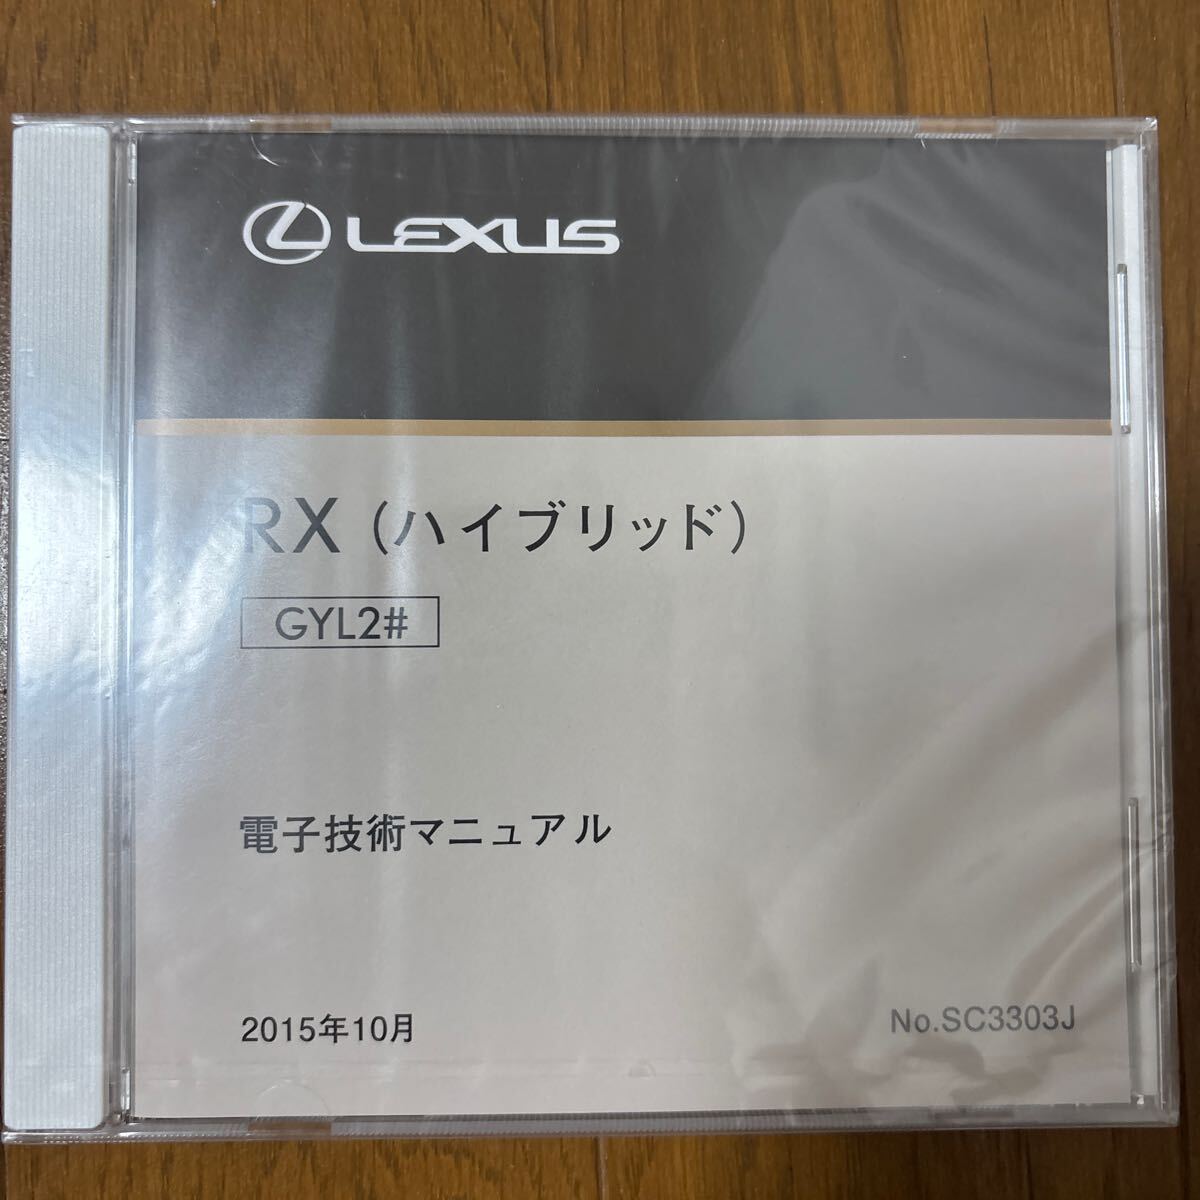 LEXUS
RX (ハイブリッド)
GYL2#
電子技術マニュアル
2015年10月
No.SC3303J